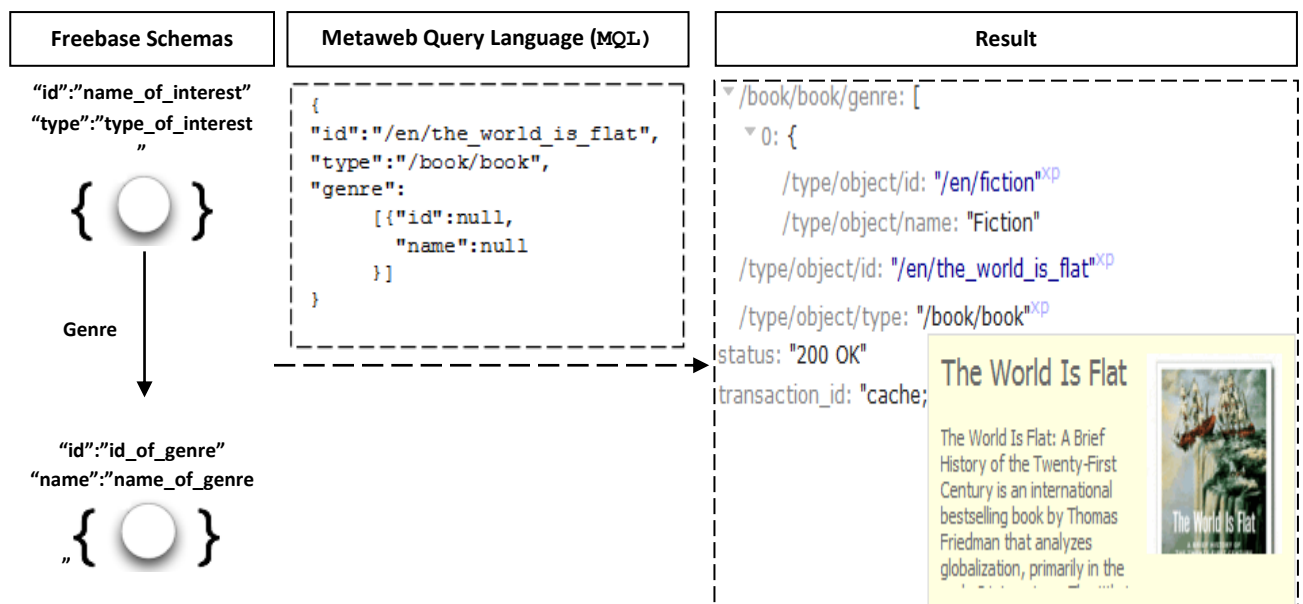 Freebase Schemas
“id”:”name_of_interest”
“type”:”type_of_interest
”
{ }
Genre
“id”:”id_of_genre”
“name”:”name_of_genre
” { }
Metaweb Query Language (MQL)
{
"id":"/en/the_world_is_flat",
"type":"/book/book",
"genre":
[{"id":null,
"name":null
}]
}
Result
/book/book/genre: [
0: {
/type/object/id: "/en/fiction"xp
/type/object/name: "Fiction"
/type/object/id: "/en/the_world_is_flat"xp
/type/object/type: "/book/book"xp
status: "200 OK"
transaction_id: "cache;
The World Is Flat
The World Is Flat: A Brief
History of the Twenty-First
Century is an international
bestselling book by Thomas
Friedman that analyzes
globalization, primarily in the
The World Is Flat